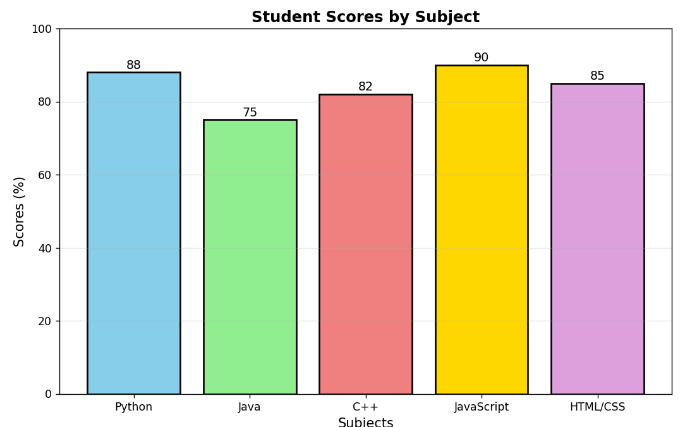 Student Scores by Subject
100
80
60
40
20
0
Scores (%)
88
75
82
90
85
Python
Java
C++
JavaScript
HTML/CSS
Subjects